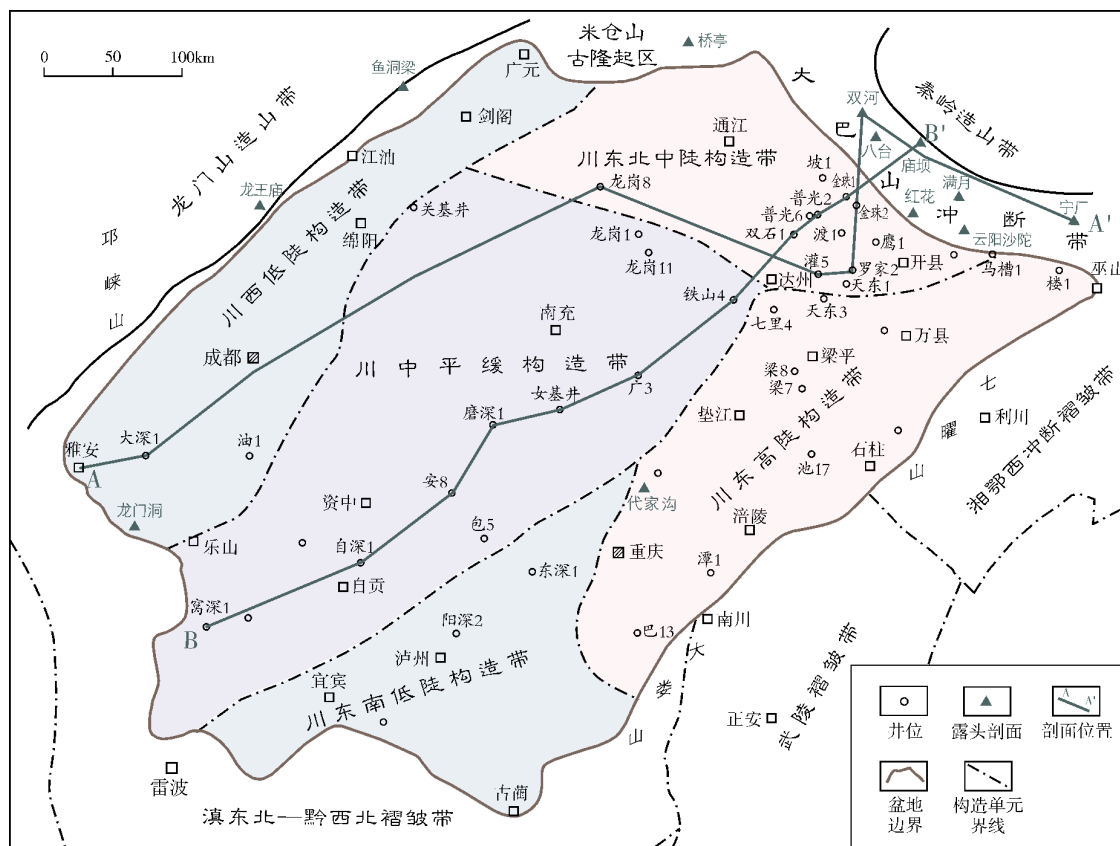 0 50 100km
米仓山
古隆起区
桥亭
鱼洞梁
广元
大
巴
山
冲
断
带
双河
秦岭造山带
B'
八台
庙坝
满月
红花
宁厂
A'
云阳沙陀
龙门山造山带
剑阁
江油
通江
川东北中陡构造带
坡1
金珠1
龙岗8
普光2
普光6
金珠2
双石1
渡1
鹰1
龙王庙
关基井
绵阳
龙岗1
龙岗11
灌5
罗家2
开县
马槽1
楼1
巫山
达州
天东1
天东3
邛
崃
山
川西低陡构造带
铁山4
七里4
万县
南充
成都
川中平缓构造带
梁平
梁8
梁7
广3
女基井
磨深1
垫江
川东高陡构造带
七
曜
山
利川
湘鄂西冲断褶皱带
雅安
A
大深1
油1
池17
石柱
龙门洞
资中
安8
代家沟
涪陵
乐山
包5
自深1
自贡
东深1
重庆
潭1
窝深1
B
阳深2
巴13
南川
泸州
宜宾
川东南低陡构造带
大
娄
山
正安
武陵褶皱带
雷波
古蔺
滇东北—黔西北褶皱带
A A'
井位
露头剖面
剖面位置
盆地
边界
构造单元
界线